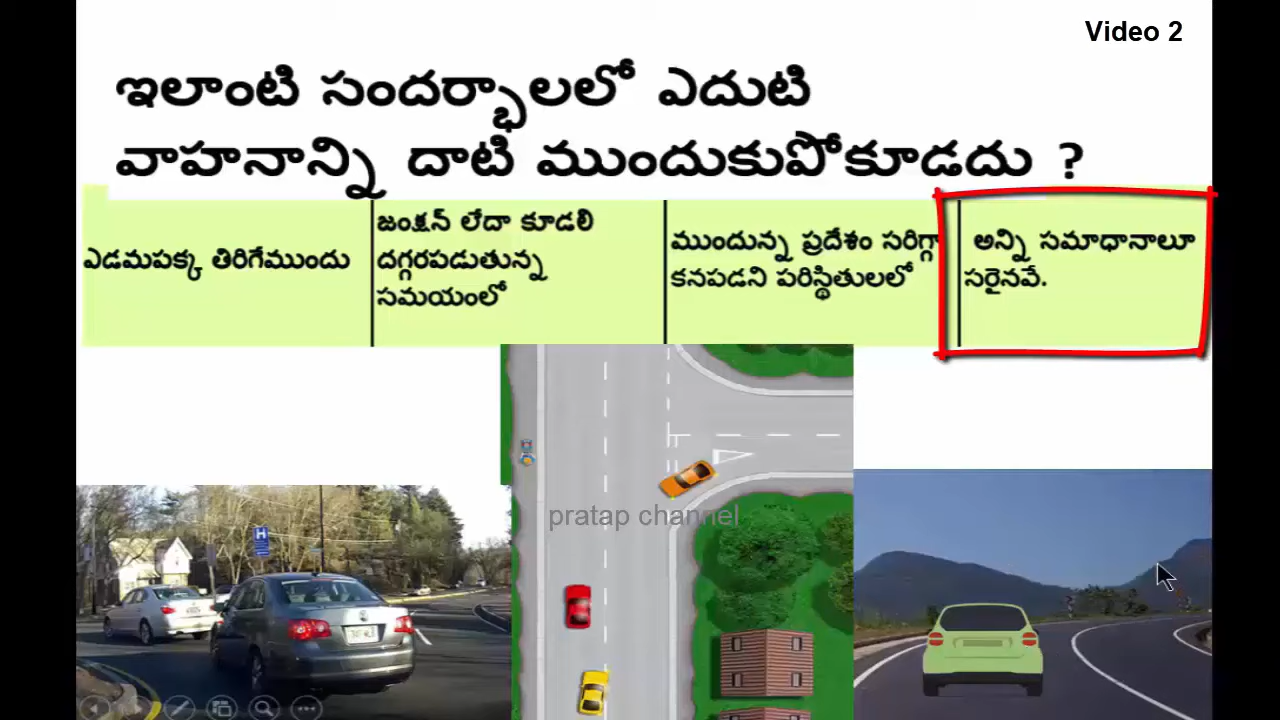 Video 2
ఇలాంటి సందర్భాలలో ఎదుటి
వాహనాన్ని దాటి ముందుకుపోకూడదు ?
ఎడమపక్క తిరిగేముందు
జంక్షన్ లేదా కూడలి
దగ్గరపడుతున్న
సమయంలో
ముందున్న ప్రదేశం సరిగ్గా
కనపడని పరిస్థితులలో
అన్ని సమాధానాలూ
సరైనవే.
H
pratap channel